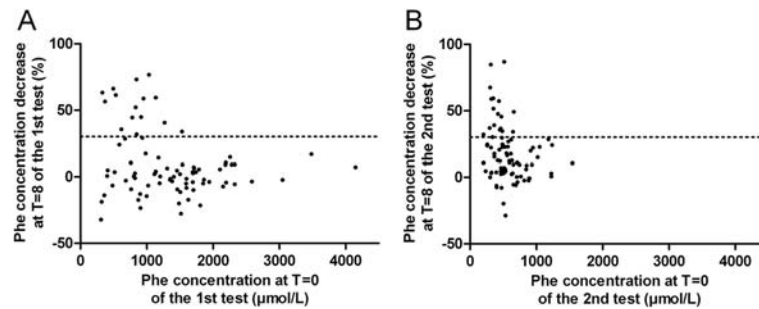 A
B
Phe concentration decrease
at T=8 of the 1st test (%)
100
50
0
-50
0
1000
2000
3000
4000
Phe concentration at T=0
of the 1st test (µmol/L)
Phe concentration decrease
at T=8 of the 2nd test (%)
100
50
0
-50
0
1000
2000
3000
4000
Phe concentration at T=0
of the 2nd test (µmol/L)